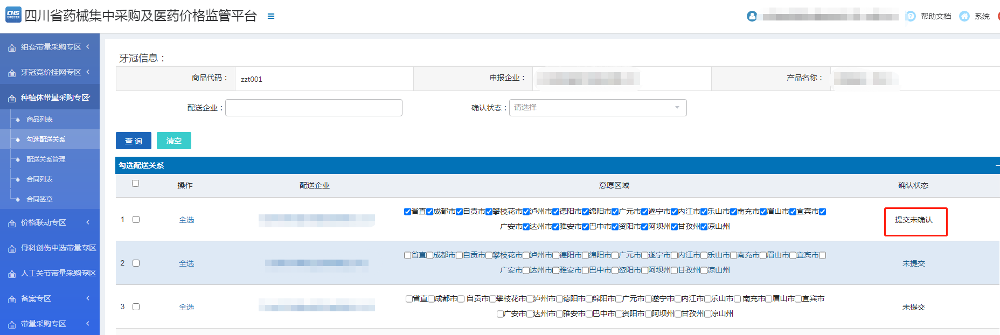 CHS 四川省药械集中采购及医药价格监管平台
帮助文档 系统
组套带量采购专区
牙冠竞价挂网专区
种植体带量采购专区
商品列表
勾选配送关系
配送关系管理
合同列表
合同签章
价格联动专区
骨科创伤中选带量专区
人工关节带量采购专区
备案专区
带量采购专区
牙冠信息：
商品代码： zzt001 申报企业： 产品名称：
配送企业： 确认状态： 请选择
查询 清空
勾选配送关系
操作 配送企业 意愿区域 确认状态
1 全选 省直 成都市 自贡市 攀枝花市 泸州市 德阳市 绵阳市 广元市 遂宁市 内江市 乐山市 南充市 眉山市 宜宾市
广安市 达州市 雅安市 巴中市 资阳市 阿坝州 甘孜州 凉山州 提交未确认
2 全选 省直 成都市 自贡市 攀枝花市 泸州市 德阳市 绵阳市 广元市 遂宁市 内江市 乐山市 南充市 眉山市 宜宾市
广安市 达州市 雅安市 巴中市 资阳市 阿坝州 甘孜州 凉山州 未提交
3 全选 省直 成都市 自贡市 攀枝花市 泸州市 德阳市 绵阳市 广元市 遂宁市 内江市 乐山市 南充市 眉山市 宜宾市
广安市 达州市 雅安市 巴中市 资阳市 阿坝州 甘孜州 凉山州 未提交